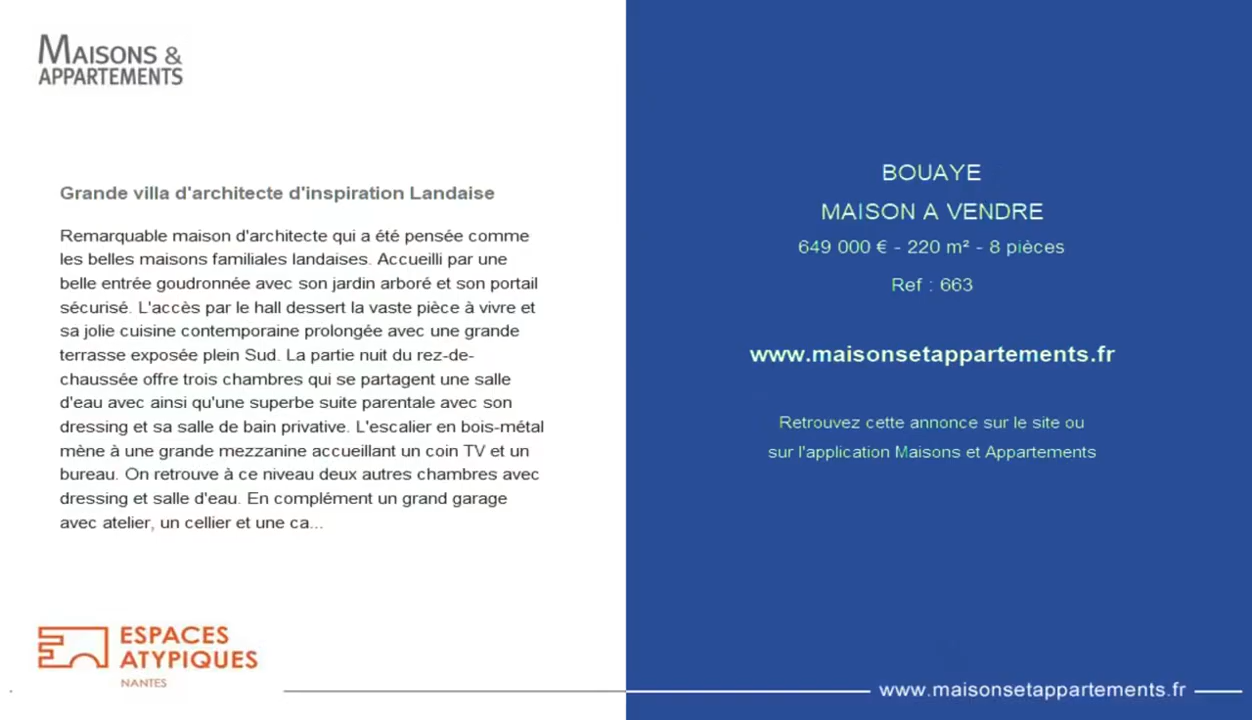 MAISONS &
APPARTEMENTS
Grande villa d'architecte d'inspiration Landaise
Remarquable maison d'architecte qui a été pensée comme
les belles maisons familiales landaises. Accueilli par une
belle entrée goudronnée avec son jardin arboré et son portail
sécurisé. L'accès par le hall dessert la vaste pièce à vivre et
sa jolie cuisine contemporaine prolongée avec une grande
terrasse exposée plein Sud. La partie nuit du rez-de-
chaussée offre trois chambres qui se partagent une salle
d'eau avec ainsi qu'une superbe suite parentale avec son
dressing et sa salle de bain privative. L'escalier en bois-métal
mène à une grande mezzanine accueillant un coin TV et un
bureau. On retrouve à ce niveau deux autres chambres avec
dressing et salle d'eau. En complément un grand garage
avec atelier, un cellier et une ca...
ESPACES
ATYPIQUES
NANTES
BOUAYE
MAISON A VENDRE
649 000 € - 220 m² - 8 pièces
Ref : 663
www.maisonsetappartements.fr
Retrouvez cette annonce sur le site ou
sur l'application Maisons et Appartements
www.maisonsetappartements.fr